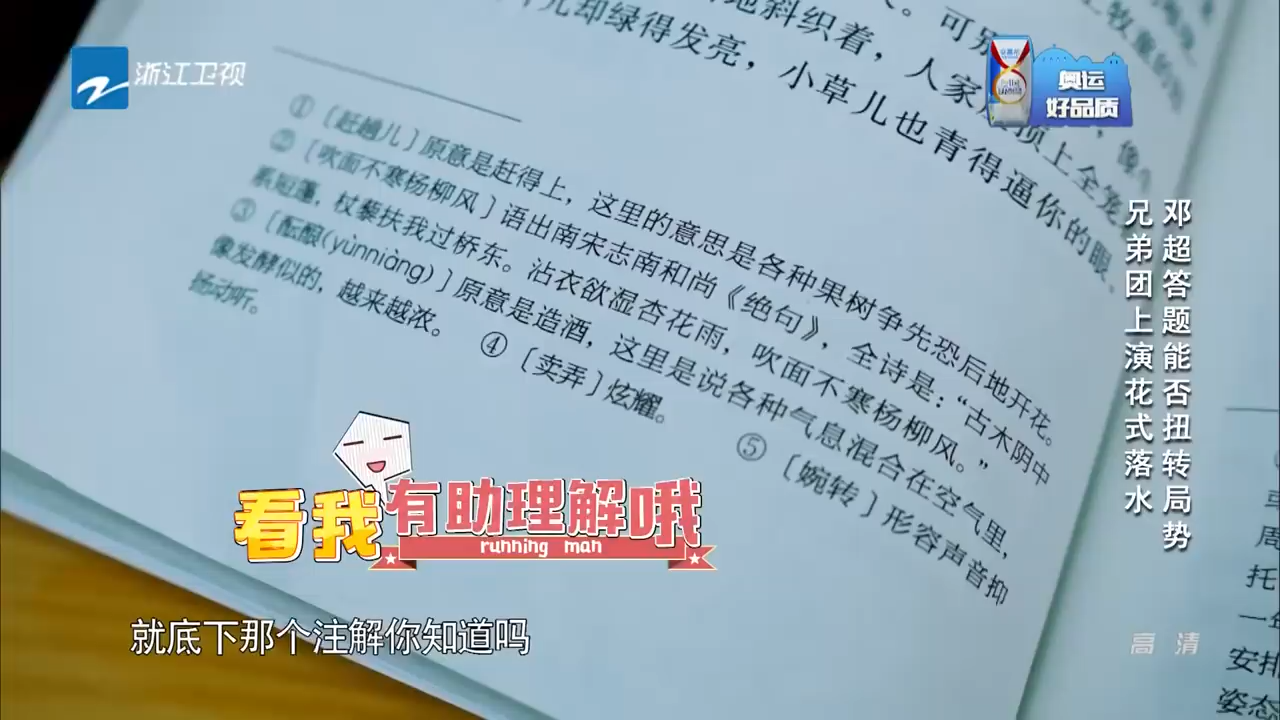 浙江卫视
奥运
好品质
地斜织着，人家屋顶上全笼
却绿得发亮，小草儿也青得逼你的眼。
①〔赶趟儿〕原意是赶得上，这里的意思是各种果树争先恐后地开花。
②〔吹面不寒杨柳风〕语出南宋志南和尚《绝句》，全诗是：“古木阴中
系短篷，杖藜扶我过桥东。沾衣欲湿杏花雨，吹面不寒杨柳风。”
③〔酝酿(yùnniàng)〕原意是造酒，这里是说各种气息混合在空气里，
像发酵似的，越来越浓。 ④〔卖弄〕炫耀。 ⑤〔婉转〕形容声音抑
扬动听。
邓超答题能否扭转局势
兄弟团上演花式落水
看我有助理解哦
running man
就底下那个注解你知道吗
高清
周
托
安排
姿态